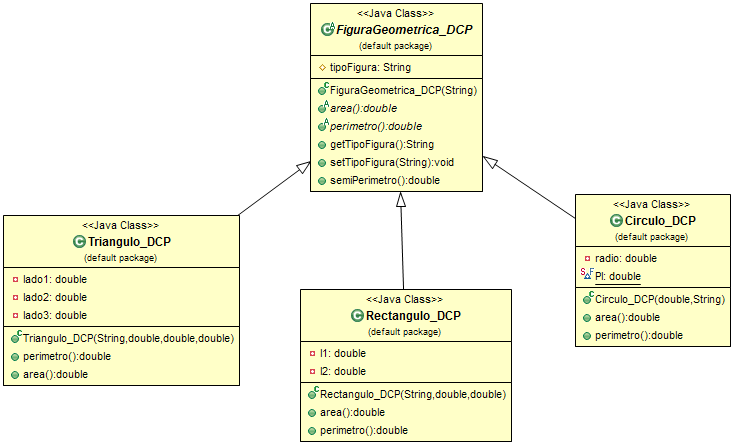 <<Java Class>>
FiguraGeometrica_DCP
(default package)
tipoFigura: String
FiguraGeometrica_DCP(String)
area():double
perimetro():double
getTipoFigura():String
setTipoFigura(String):void
semiPerimetro():double
<<Java Class>>
Triangulo_DCP
(default package)
lado1: double
lado2: double
lado3: double
Triangulo_DCP(String,double,double,double)
perimetro():double
area():double
<<Java Class>>
Rectangulo_DCP
(default package)
l1: double
l2: double
Rectangulo_DCP(String,double,double)
area():double
perimetro():double
<<Java Class>>
Circulo_DCP
(default package)
radio: double
PI: double
Circulo_DCP(double,String)
area():double
perimetro():double